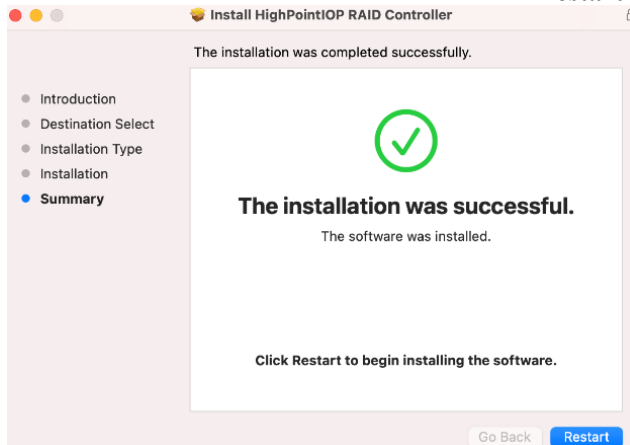 Install HighPointIOP RAID Controller
The installation was completed successfully.
Introduction
Destination Select
Installation Type
Installation
Summary
The installation was successful.
The software was installed.
Click Restart to begin installing the software.
Go Back
Restart